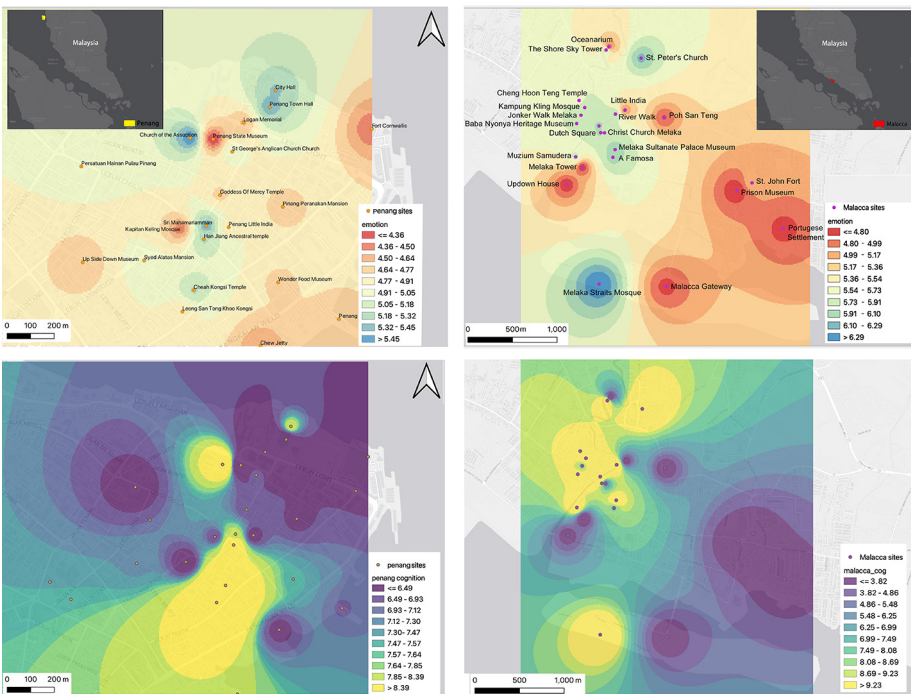 Malaysia
Penang
City Hall
Penang Town Hall
Logan Memorial
Fort Cornwallis
Church of the Assuption
Penang State Museum
St George's Anglican Church Church
Persatuan Hainan Pulau Pinang
Goddess Of Mercy Temple
Pinang Peranakan Mansion
Sri Mahamariamman
Kapitan Keling Mosque
Penang Little India
Han Jiang Ancestral temple
Up Side Down Museum
Syed Alatas Mansion
Cheah Kongsi Temple
Wonder Food Museum
Leong San Tong Khoo Kongsi
Penang
Chew Jetty
0 100 200 m
Penang sites
emotion
<= 4.36
4.36 - 4.50
4.50 - 4.64
4.64 - 4.77
4.77 - 4.91
4.91 - 5.05
5.05 - 5.18
5.18 - 5.32
5.32 - 5.45
> 5.45
Malaysia
Malacca
Oceanarium
The Shore Sky Tower
St. Peter's Church
Cheng Hoon Teng Temple
Kampung Kling Mosque
Little India
Jonker Walk Melaka
River Walk
Poh San Teng
Baba Nyonya Heritage Museum
Dutch Square
Christ Church Melaka
Melaka Sultanate Palace Museum
Muzium Samudera
A Famosa
Melaka Tower
Updown House
St. John Fort
Prison Museum
Portugese
Settlement
Melaka Straits Mosque
Malacca Gateway
0 500m 1,000
Malacca sites
emotion
<= 4.80
4.80 - 4.99
4.99 - 5.17
5.17 - 5.36
5.36 - 5.54
5.54 - 5.73
5.73 - 5.91
5.91 - 6.10
6.10 - 6.29
> 6.29
penang sites
penang cognition
<= 6.49
6.49 - 6.93
6.93 - 7.12
7.12 - 7.30
7.30- 7.47
7.47 - 7.57
7.57 - 7.64
7.64 - 7.85
7.85 - 8.39
> 8.39
0 100 200 m
Malacca sites
malacca_cog
<= 3.82
3.82 - 4.86
4.86 - 5.48
5.48 - 6.25
6.25 - 6.99
6.99 - 7.49
7.49 - 8.08
8.08 - 8.69
8.69 - 9.23
> 9.23
0 500 1,000 m